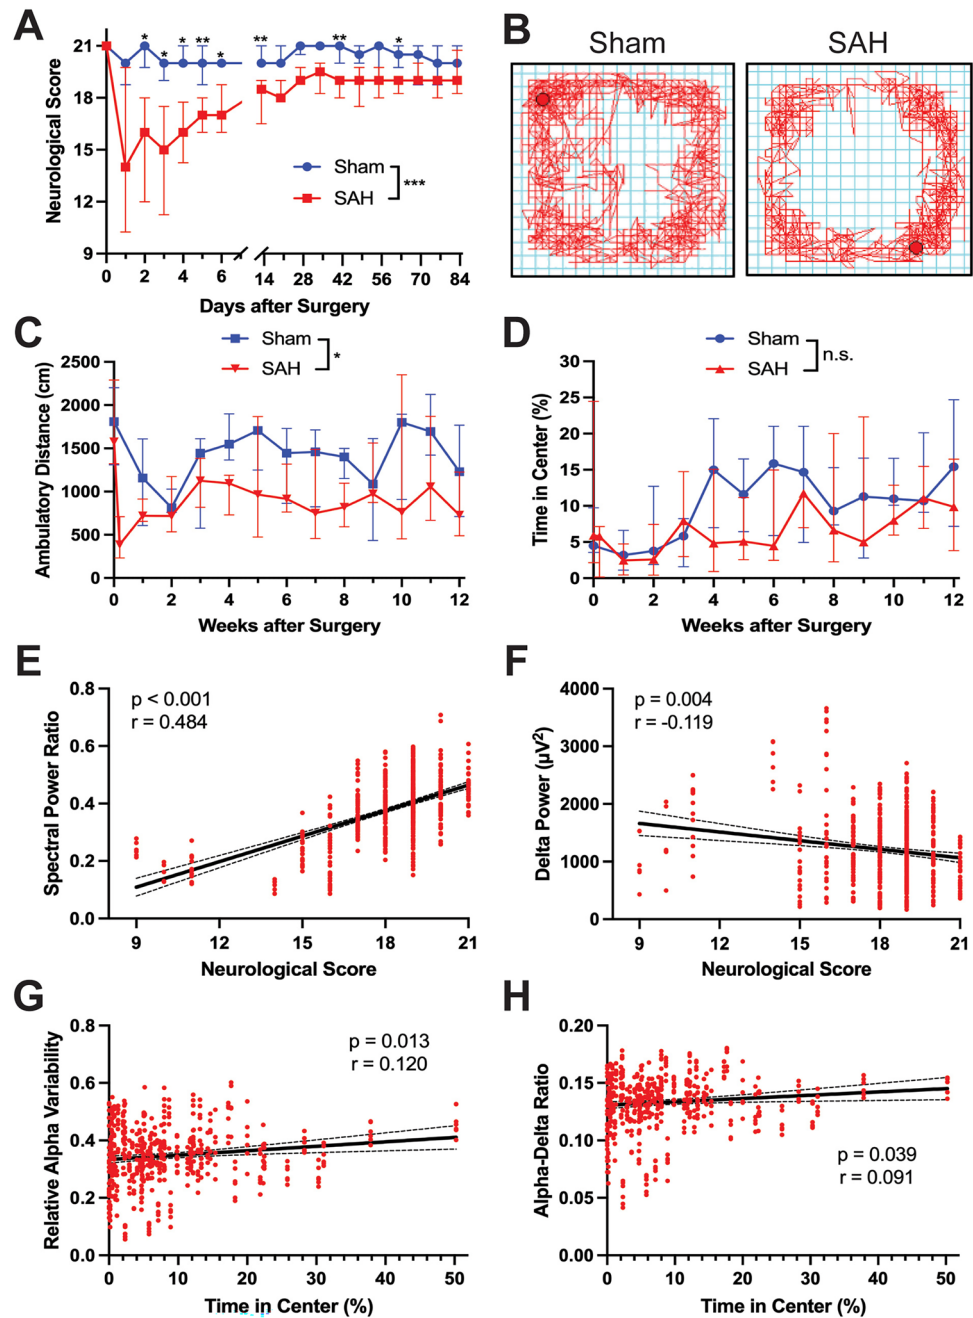 A
Neurological Score
21
18
15
12
9
*
*
*
**
*
**
**
*
Sham
SAH
***
0
2
4
6
14
28
42
56
70
84
Days after Surgery
B
Sham
SAH
C
Sham
SAH
*
Ambulatory Distance (cm)
2500
2000
1500
1000
500
0
0
2
4
6
8
10
12
Weeks after Surgery
D
Sham
SAH
n.s.
Time in Center (%)
30
25
20
15
10
5
0
0
2
4
6
8
10
12
Weeks after Surgery
E
p < 0.001
r = 0.484
Spectral Power Ratio
0.8
0.6
0.4
0.2
0.0
9
12
15
18
21
Neurological Score
F
p = 0.004
r = -0.119
Delta Power (µV²)
4000
3000
2000
1000
0
9
12
15
18
21
Neurological Score
G
p = 0.013
r = 0.120
Relative Alpha Variability
0.8
0.6
0.4
0.2
0.0
0
10
20
30
40
50
Time in Center (%)
H
p = 0.039
r = 0.091
Alpha-Delta Ratio
0.20
0.15
0.10
0.05
0.00
0
10
20
30
40
50
Time in Center (%)